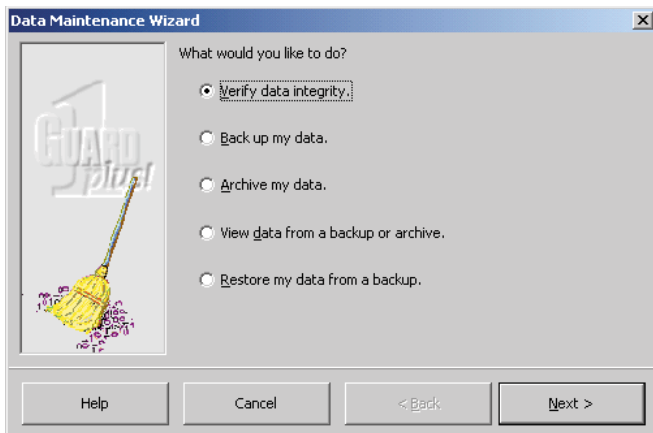 Data Maintenance Wizard
What would you like to do?
Verify data integrity.
GUARD
plus!
Back up my data.
Archive my data.
View data from a backup or archive.
Restore my data from a backup.
Help
Cancel
< Back
Next >